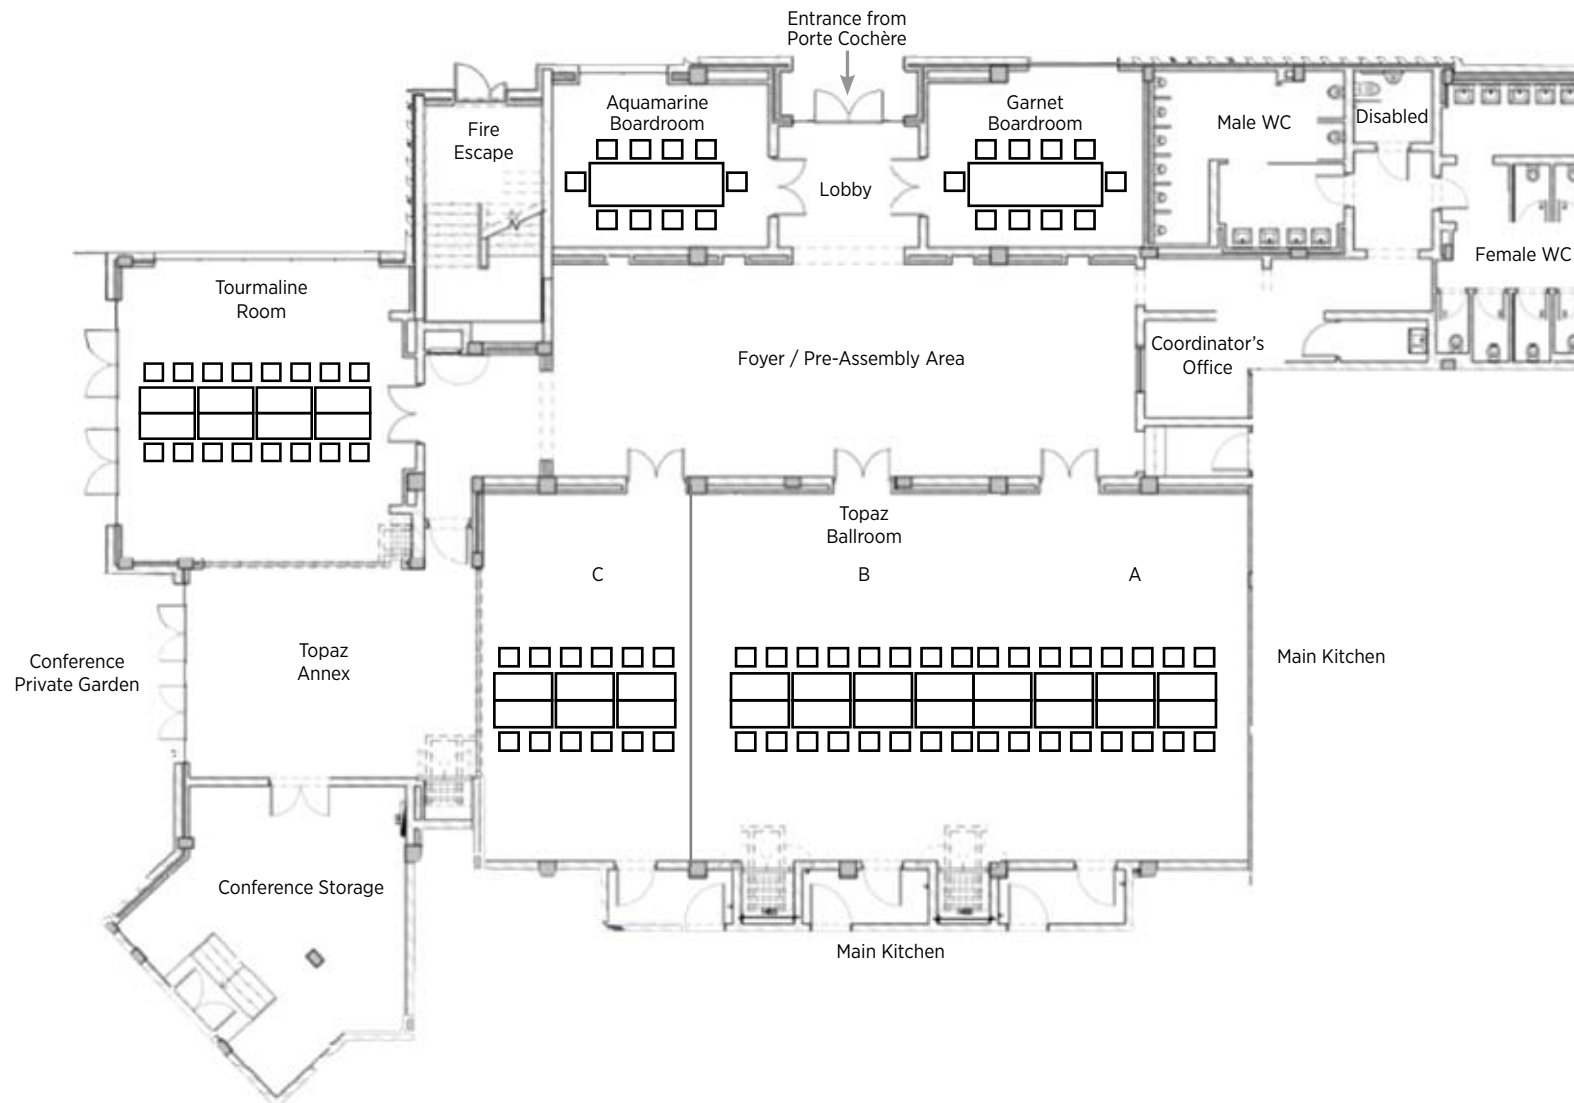 Entrance from
Porte Cochère
Aquamarine
Boardroom
Garnet
Boardroom
Fire
Escape
Male WC
Disabled
Lobby
Female WC
Tourmaline
Room
Foyer / Pre-Assembly Area
Coordinator's
Office
Topaz
Ballroom
C
B
A
Topaz
Annex
Conference
Private Garden
Main Kitchen
Conference Storage
Main Kitchen